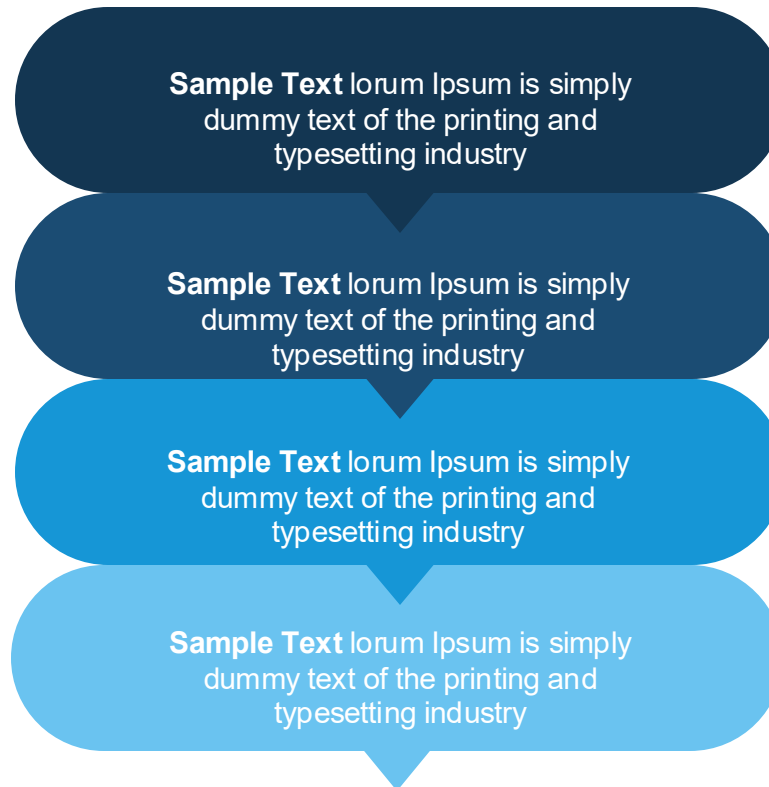 Sample Text lorum Ipsum is simply
dummy text of the printing and
typesetting industry
Sample Text lorum Ipsum is simply
dummy text of the printing and
typesetting industry
Sample Text lorum Ipsum is simply
dummy text of the printing and
typesetting industry
Sample Text lorum Ipsum is simply
dummy text of the printing and
typesetting industry